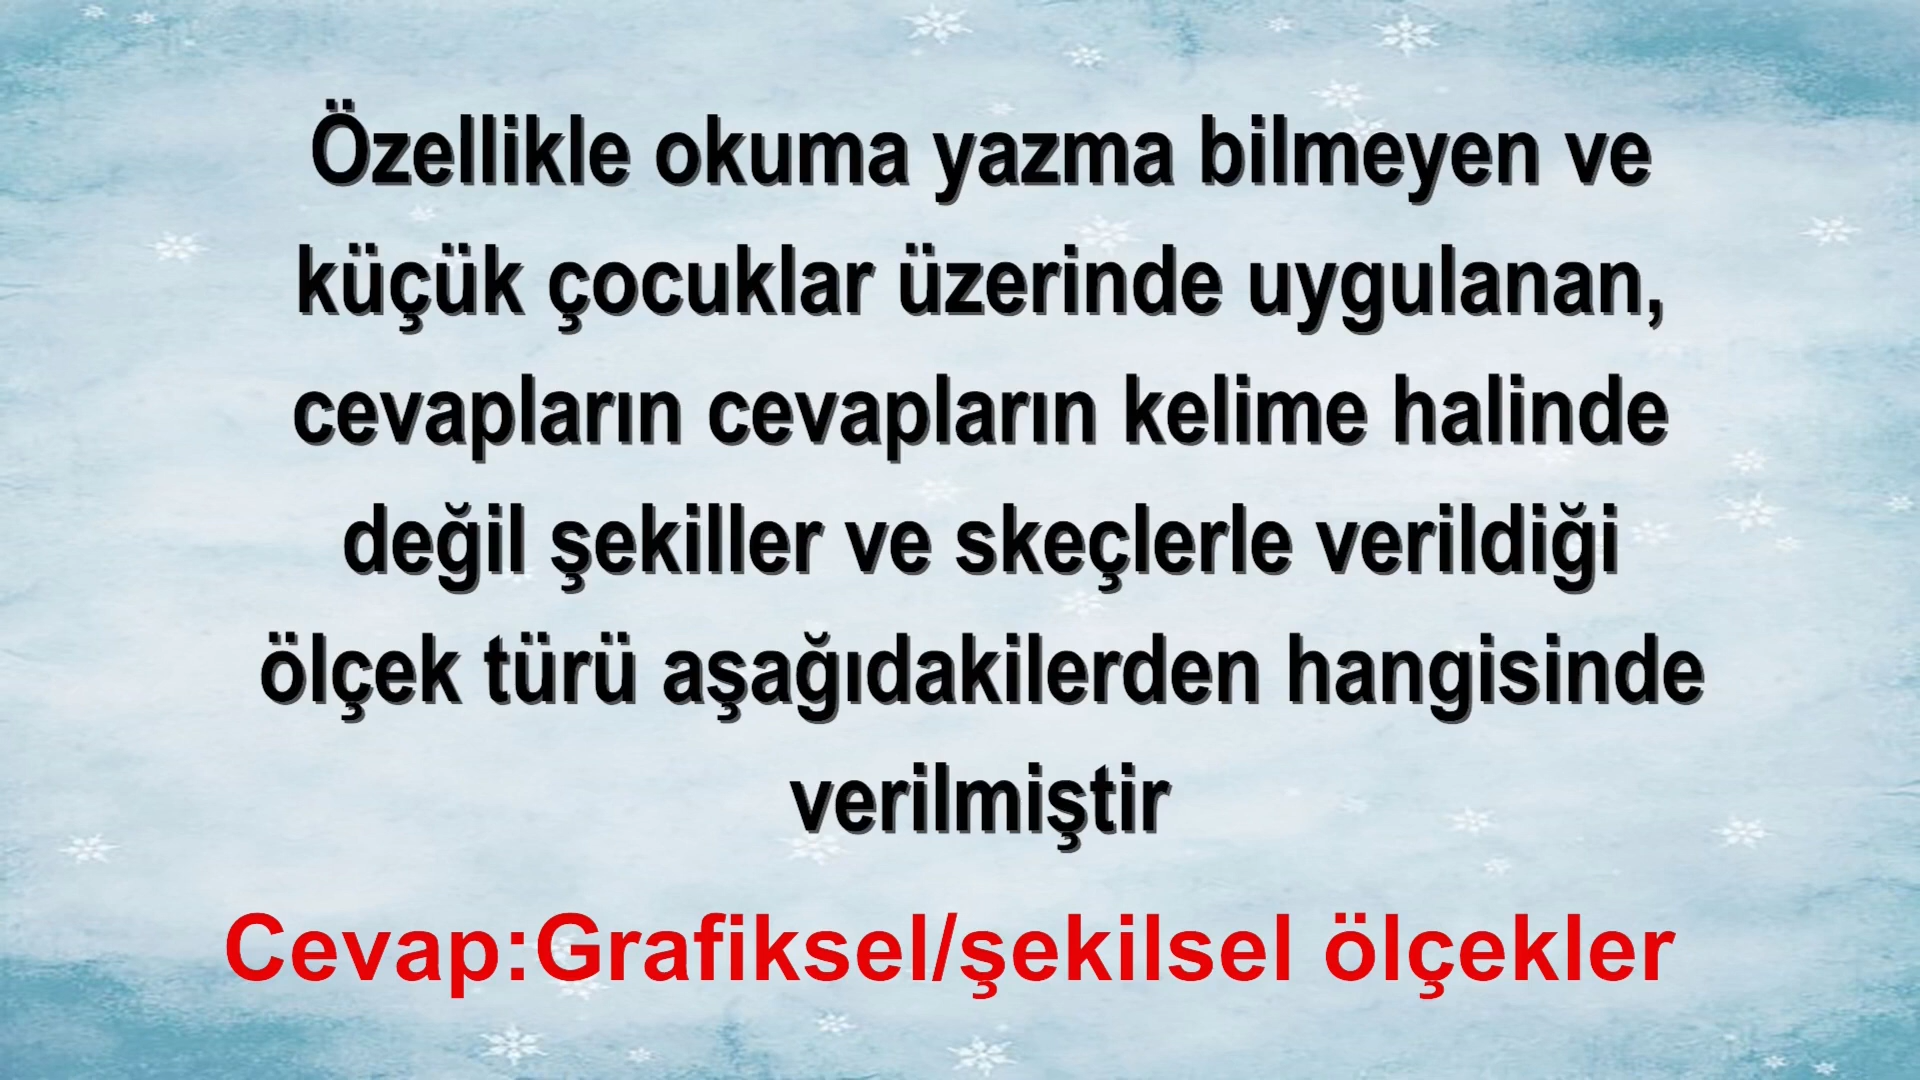 Özellikle okuma yazma bilmeyen ve
küçük çocuklar üzerinde uygulanan,
cevapların cevapların kelime halinde
değil şekiller ve skeçlerle verildiği
ölçek türü aşağıdakilerden hangisinde
verilmiştir
Cevap:Grafiksel/şekilsel ölçekler